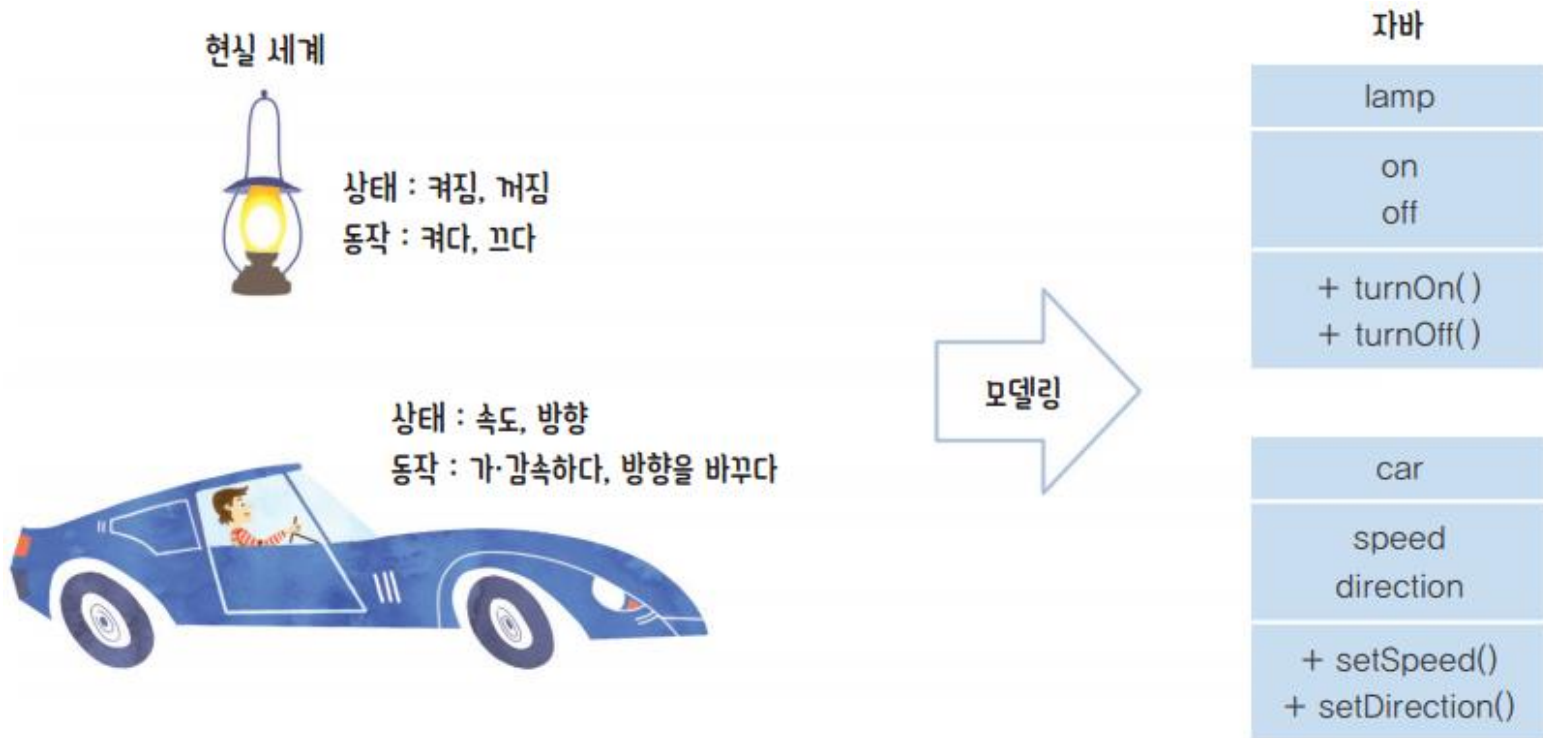 현실 세계
상태 : 켜짐, 꺼짐
동작 : 켜다, 끄다
상태 : 속도, 방향
동작 : 가·감속하다, 방향을 바꾸다
모델링
자바
lamp
on
off
+ turnOn( )
+ turnOff( )
car
speed
direction
+ setSpeed()
+ setDirection()